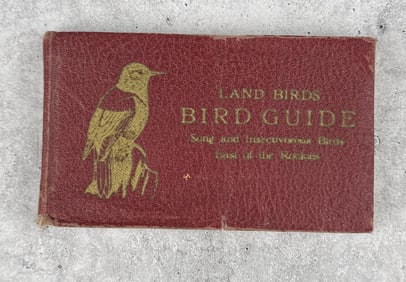 LAND BIRDS
BIRD GUIDE
Song and Insectivorous Birds
East of the Rockies